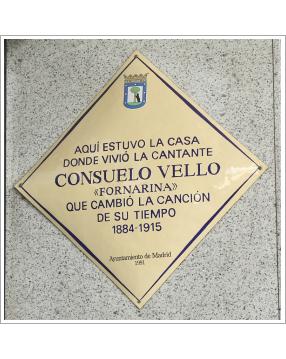 AQUÍ ESTUVO LA CASA
DONDE VIVIÓ LA CANTANTE
CONSUELO VELLO
«FORNARINA»
QUE CAMBIÓ LA CANCIÓN
DE SU TIEMPO
1884-1915
Ayuntamiento de Madrid
1991